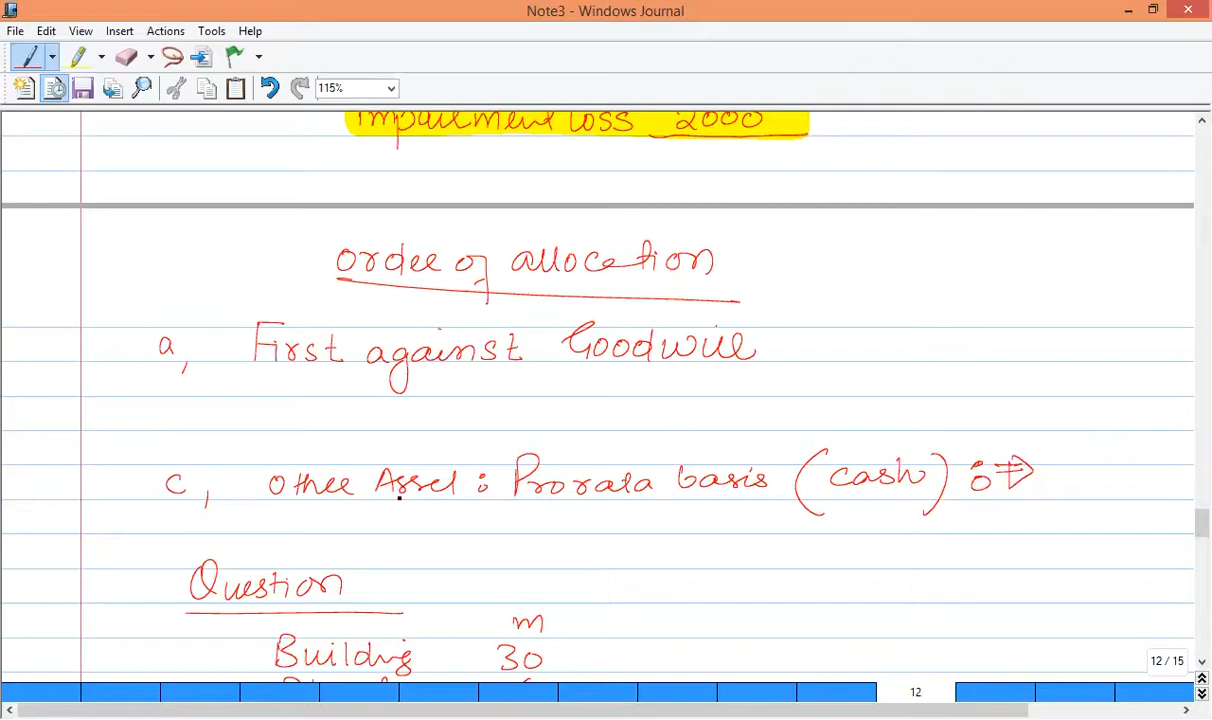 Note3 - Windows Journal
File Edit View Insert Actions Tools Help
115%
Impairment loss 2000
order of allocation
a, First against Goodwill
c, Other Asset : Prorata basis (cash) :
Question
m
Building 30
12 / 15
12